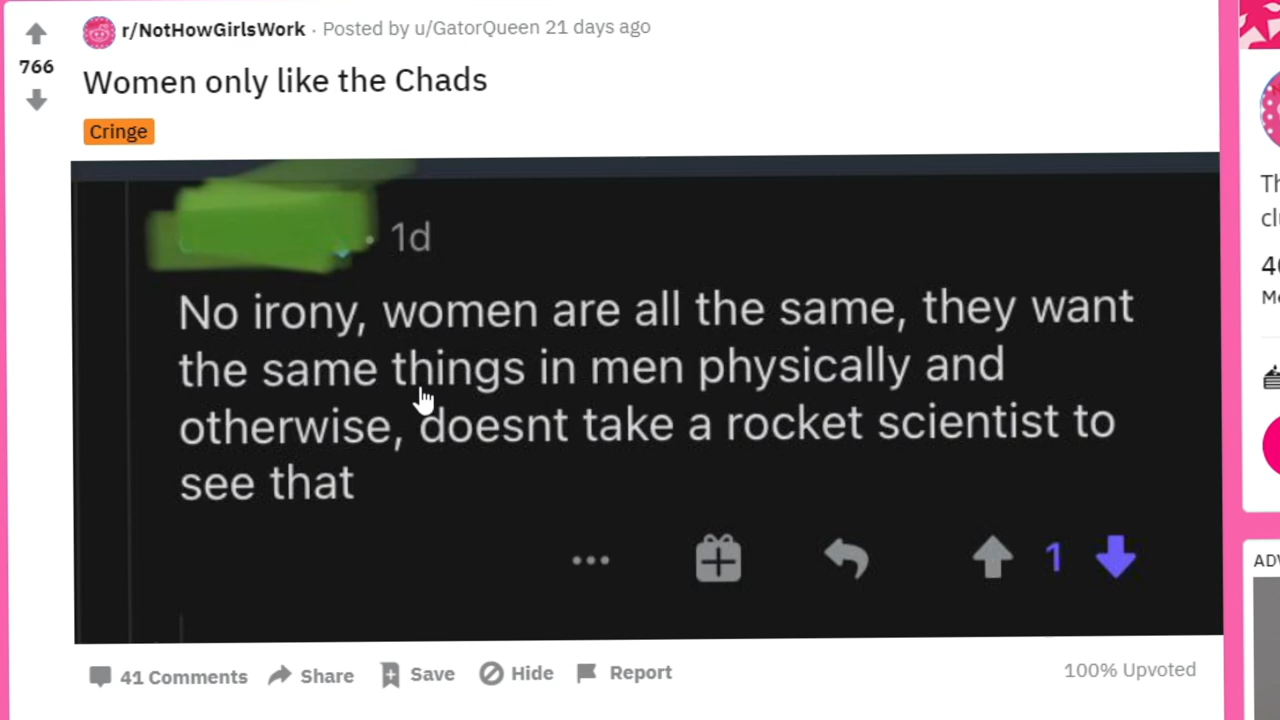 r/NotHowGirlsWork · Posted by u/GatorQueen 21 days ago
766
Women only like the Chads
Cringe
• 1d
No irony, women are all the same, they want
the same things in men physically and
otherwise, doesnt take a rocket scientist to
see that
1
41 Comments Share Save Hide Report
100% Upvoted